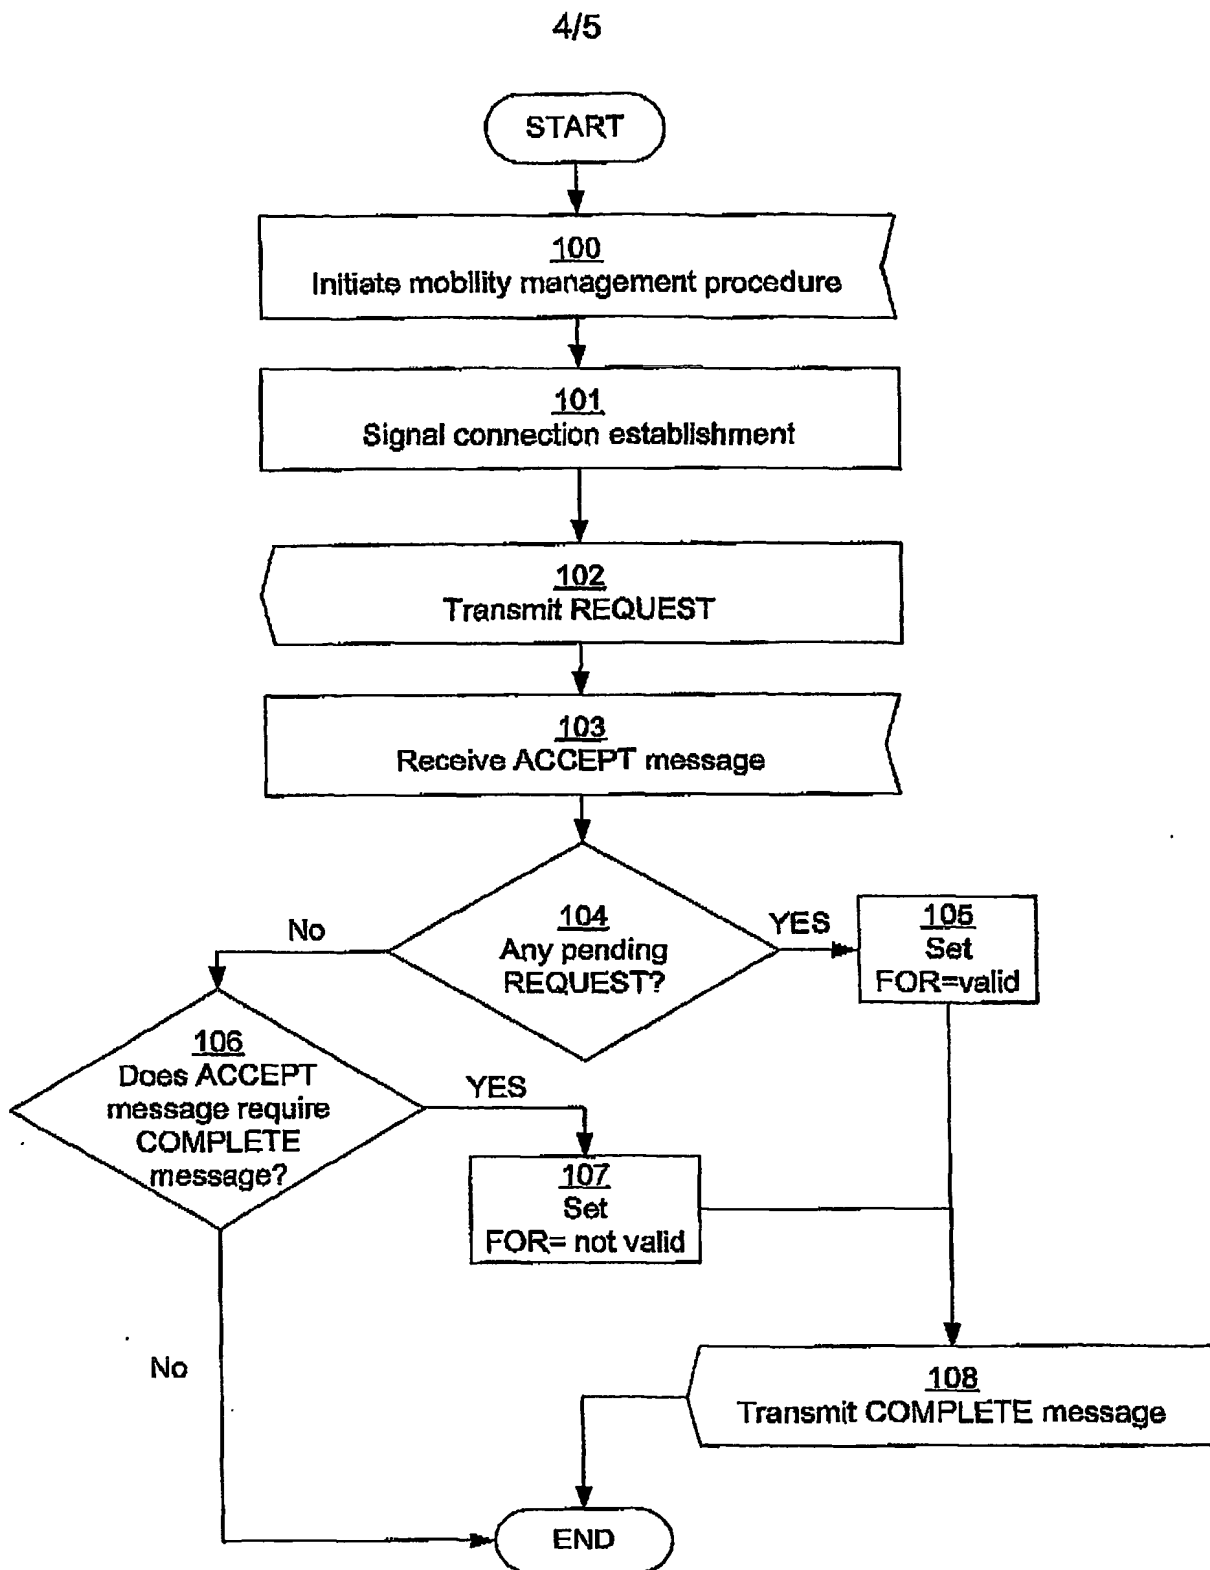 4/5
START
100
Initiate mobility management procedure
101
Signal connection establishment
102
Transmit REQUEST
103
Receive ACCEPT message
104
Any pending
REQUEST?
No
YES
105
Set
FOR=valid
106
Does ACCEPT
message require
COMPLETE
message?
YES
107
Set
FOR= not valid
No
108
Transmit COMPLETE message
END